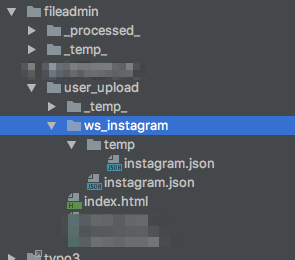 fileadmin
_processed_
_temp_
user_upload
_temp_
ws_instagram
temp
instagram.json
instagram.json
index.html
typo3